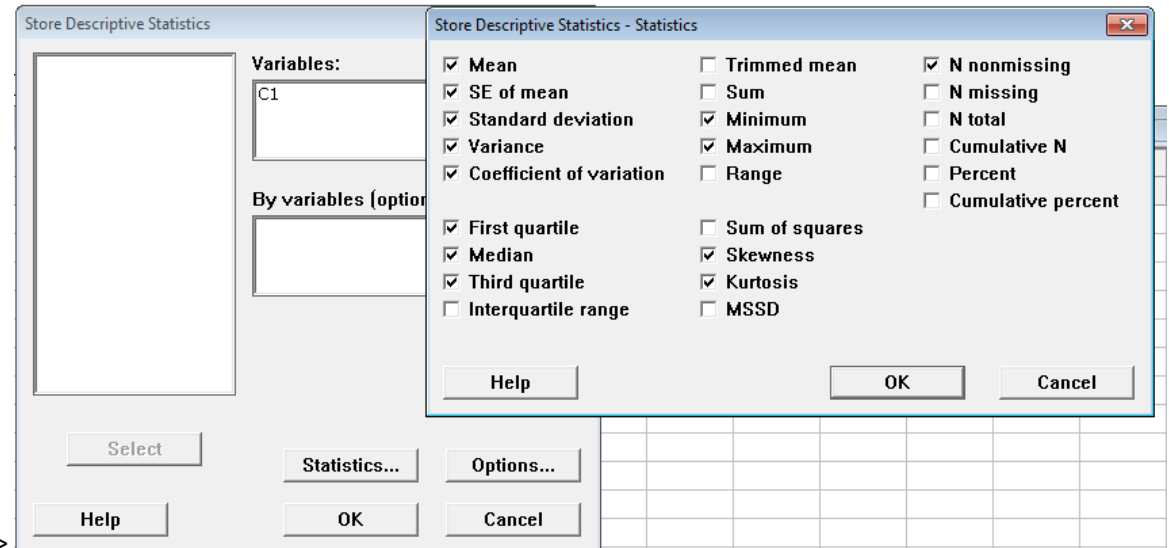 Store Descriptive Statistics
Variables:
C1
By variables (option
Select
Statistics...
Options...
Help
OK
Cancel
Store Descriptive Statistics - Statistics
Mean
Trimmed mean
N nonmissing
SE of mean
Sum
N missing
Standard deviation
Minimum
N total
Variance
Maximum
Cumulative N
Coefficient of variation
Range
Percent
Cumulative percent
First quartile
Sum of squares
Median
Skewness
Third quartile
Kurtosis
Interquartile range
MSSD
Help
OK
Cancel
>